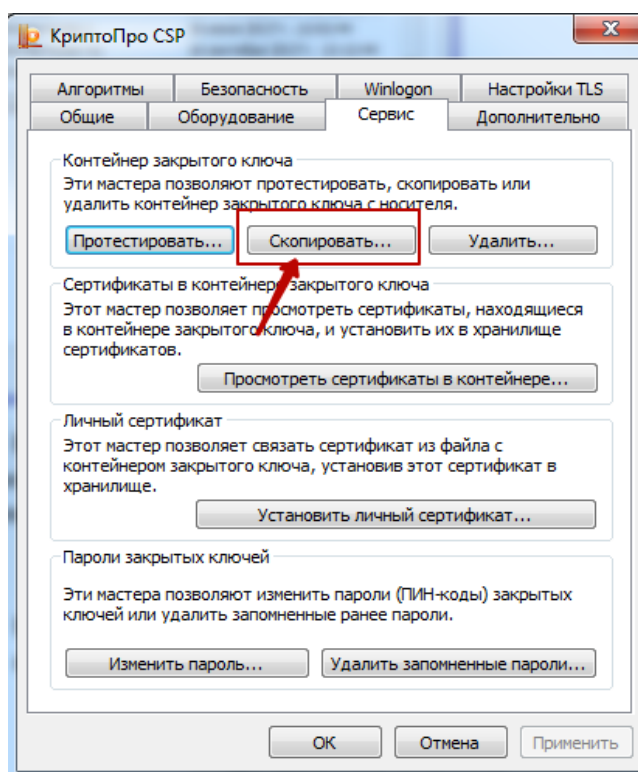 КриптоПро CSP
Алгоритмы Безопасность Winlogon Настройки TLS
Общие Оборудование Сервис Дополнительно
Контейнер закрытого ключа
Эти мастера позволяют протестировать, скопировать или
удалить контейнер закрытого ключа с носителя.
Протестировать... Скопировать... Удалить...
Сертификаты в контейнере закрытого ключа
Этот мастер позволяет просмотреть сертификаты, находящиеся
в контейнере закрытого ключа, и установить их в хранилище
сертификатов.
Просмотреть сертификаты в контейнере...
Личный сертификат
Этот мастер позволяет связать сертификат из файла с
контейнером закрытого ключа, установив этот сертификат в
хранилище.
Установить личный сертификат...
Пароли закрытых ключей
Эти мастера позволяют изменить пароли (ПИН-коды) закрытых
ключей или удалить запомненные ранее пароли.
Изменить пароль... Удалить запомненные пароли...
ОК Отмена Применить